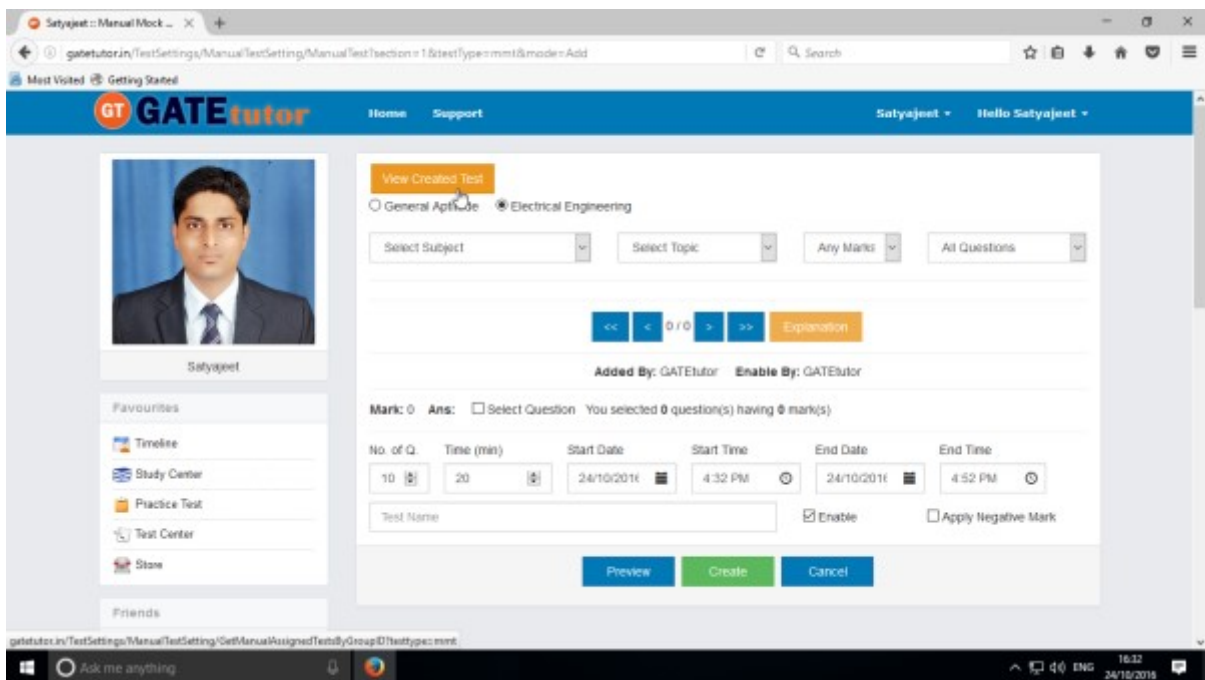 Satyajeet :: Manual Mock ...
gatetutor.in/TestSettings/ManualTestSetting/ManualTest?section=1&testType=mmt&mode=Add
Search
Most Visited Getting Started
GT GATEtutor Home Support Satyajeet Hello Satyajeet
View Created Test
General Aptitude Electrical Engineering
Select Subject Select Topic Any Marks All Questions
<< < 0 / 0 > >> Explanation
Satyajeet
Added By: GATEtutor Enable By: GATEtutor
Favourites
Mark: 0 Ans: Select Question You selected 0 question(s) having 0 mark(s)
Timeline
Study Center
Practice Test
Test Center
Store
No. of Q. Time (min) Start Date Start Time End Date End Time
10 20 24/10/2016 4:32 PM 24/10/2016 4:52 PM
Test Name Enable Apply Negative Mark
Preview Create Cancel
Friends
gatetutor.in/TestSettings/ManualTestSetting/GetManualAssignedTestsByGroupID?testtype=mmt
Ask me anything
ENG 16:32
24/10/2016